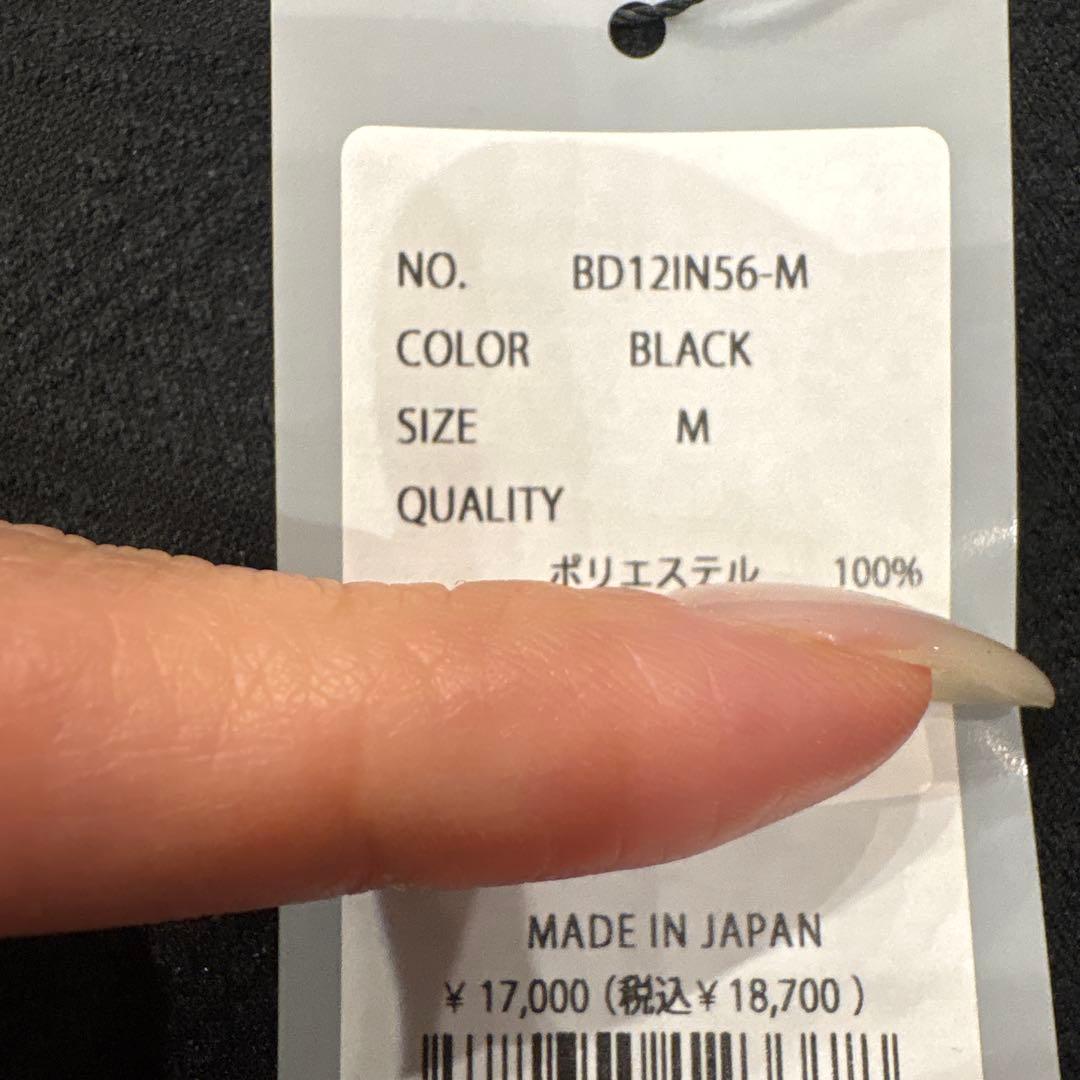 NO. BD12IN56-M
COLOR BLACK
SIZE M
QUALITY
ポリエステル 100%
MADE IN JAPAN
¥ 17,000 (税込¥ 18,700 )